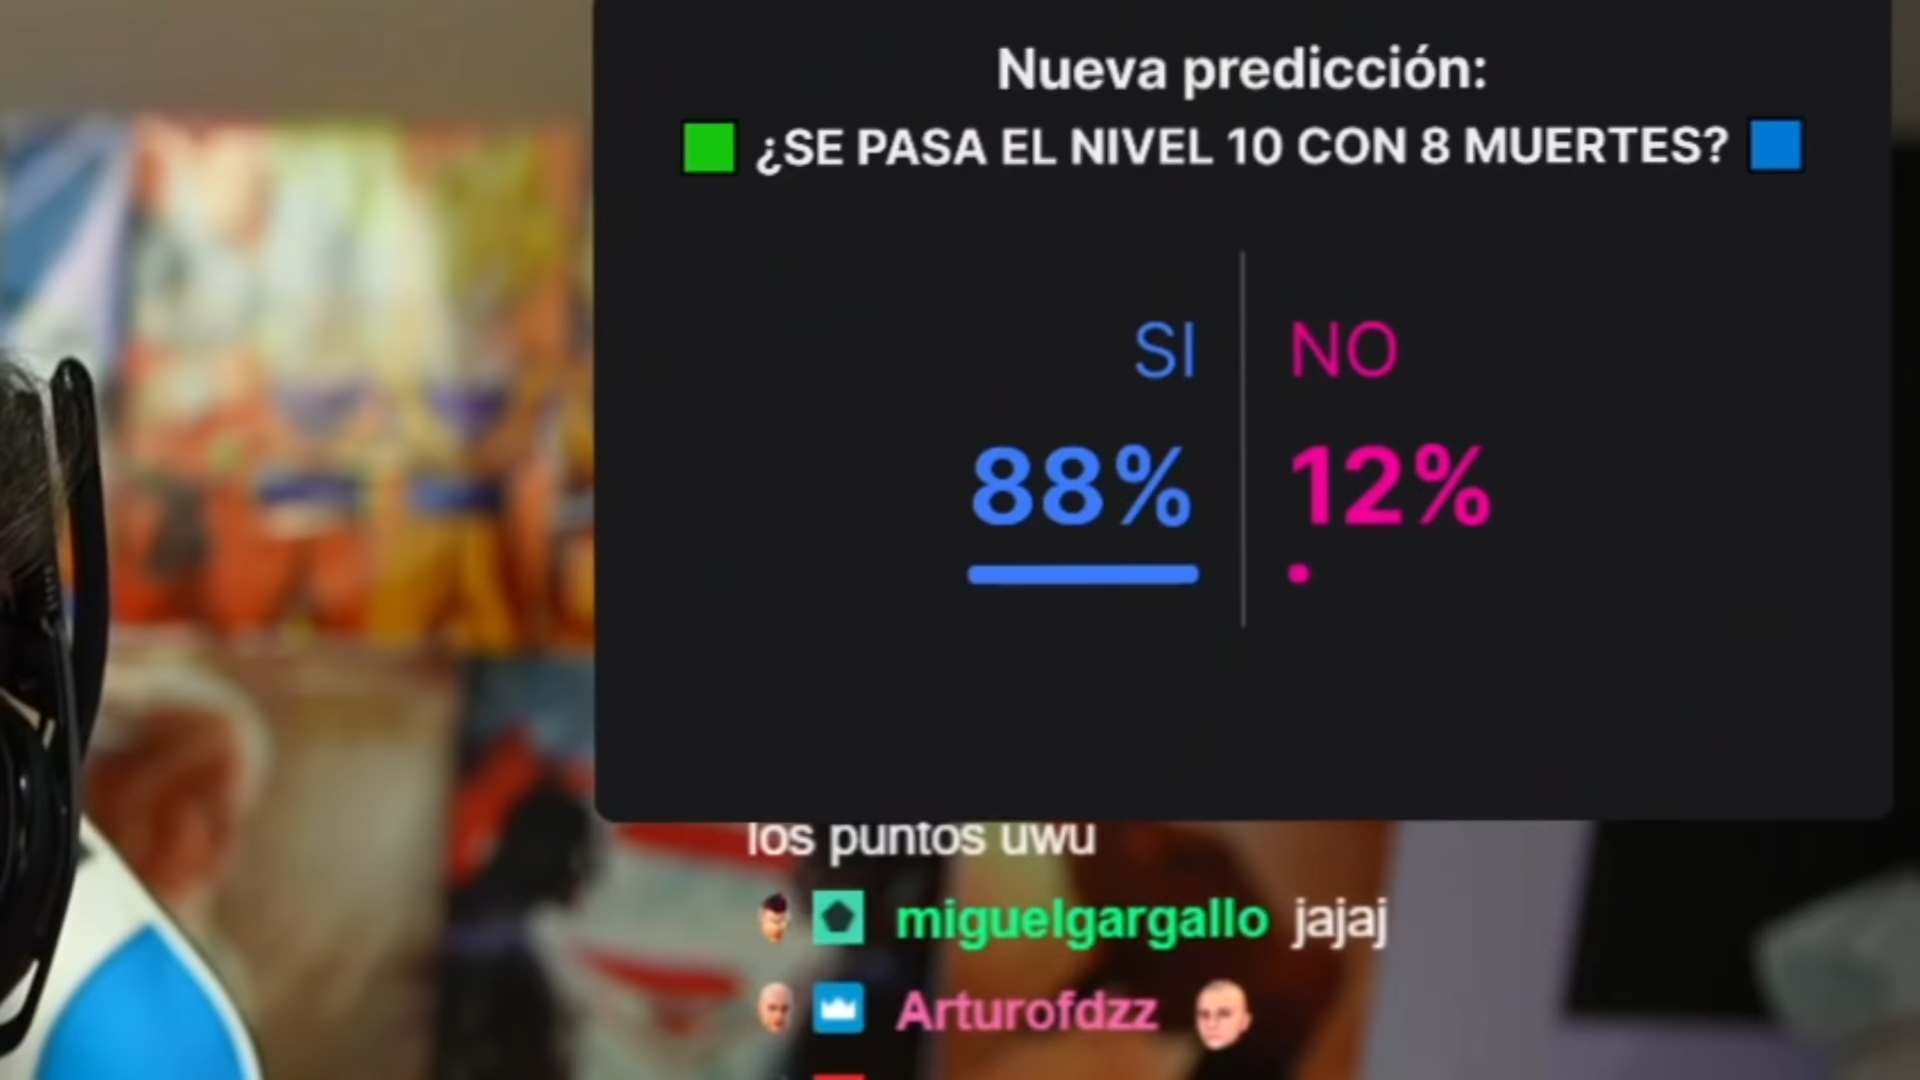 Nueva predicción:
¿SE PASA EL NIVEL 10 CON 8 MUERTES?
SI
NO
88%
12%
los puntos uwu
miguelgargallo jajaj
Arturofdzz